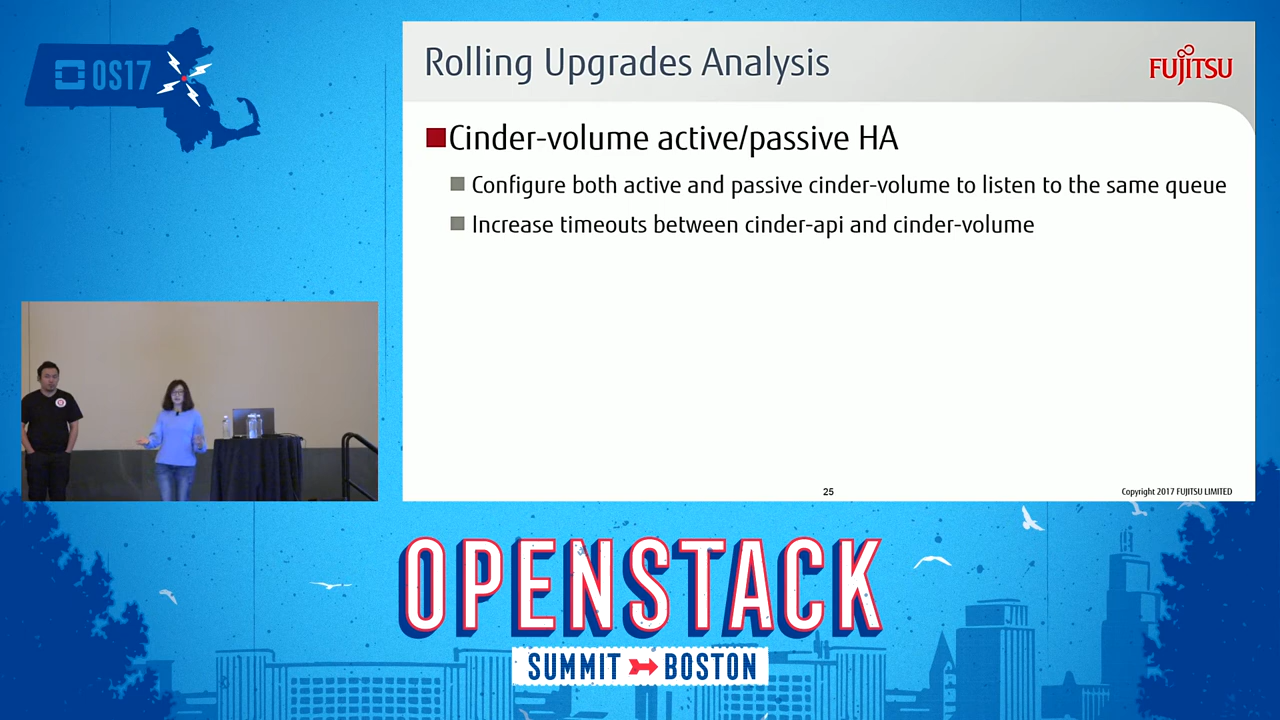 OS17
Rolling Upgrades Analysis
FUJITSU
Cinder-volume active/passive HA
Configure both active and passive cinder-volume to listen to the same queue
Increase timeouts between cinder-api and cinder-volume
25
Copyright 2017 FUJITSU LIMITED
OPENSTACK
SUMMIT BOSTON